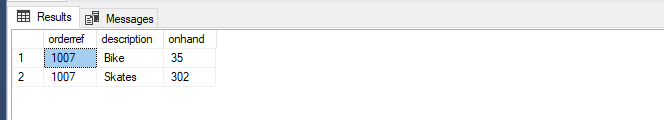 Results Messages
orderref description onhand
1 1007 Bike 35
2 1007 Skates 302